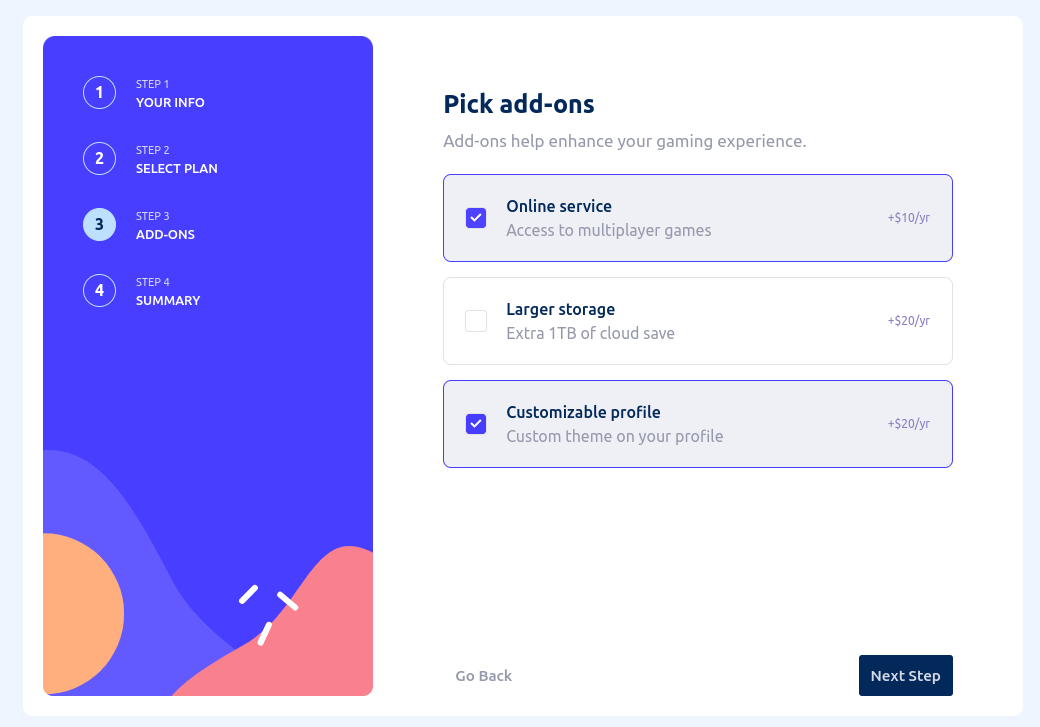 1
STEP 1
YOUR INFO
2
STEP 2
SELECT PLAN
3
STEP 3
ADD-ONS
4
STEP 4
SUMMARY
Pick add-ons
Add-ons help enhance your gaming experience.
Online service
Access to multiplayer games
+$10/yr
Larger storage
Extra 1TB of cloud save
+$20/yr
Customizable profile
Custom theme on your profile
+$20/yr
Go Back
Next Step